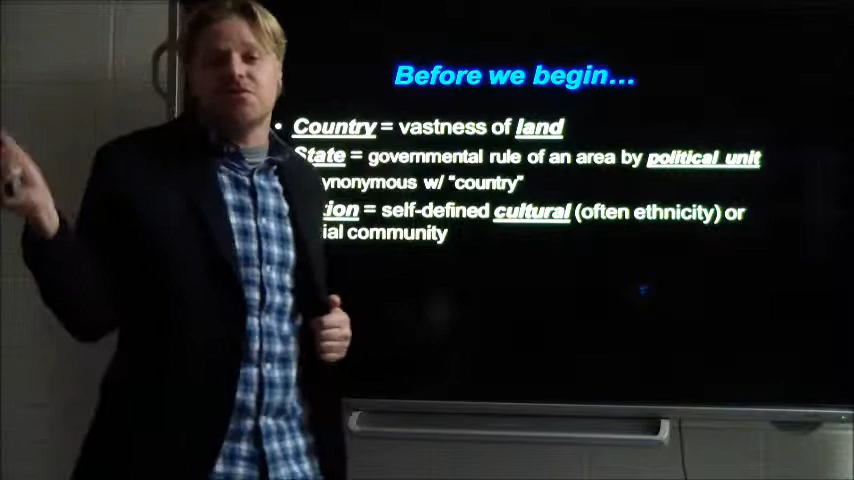 Before we begin...
• Country = vastness of land
State = governmental rule of an area by political unit
ynonymous w/ "country"
tion = self-defined cultural (often ethnicity) or
ial community